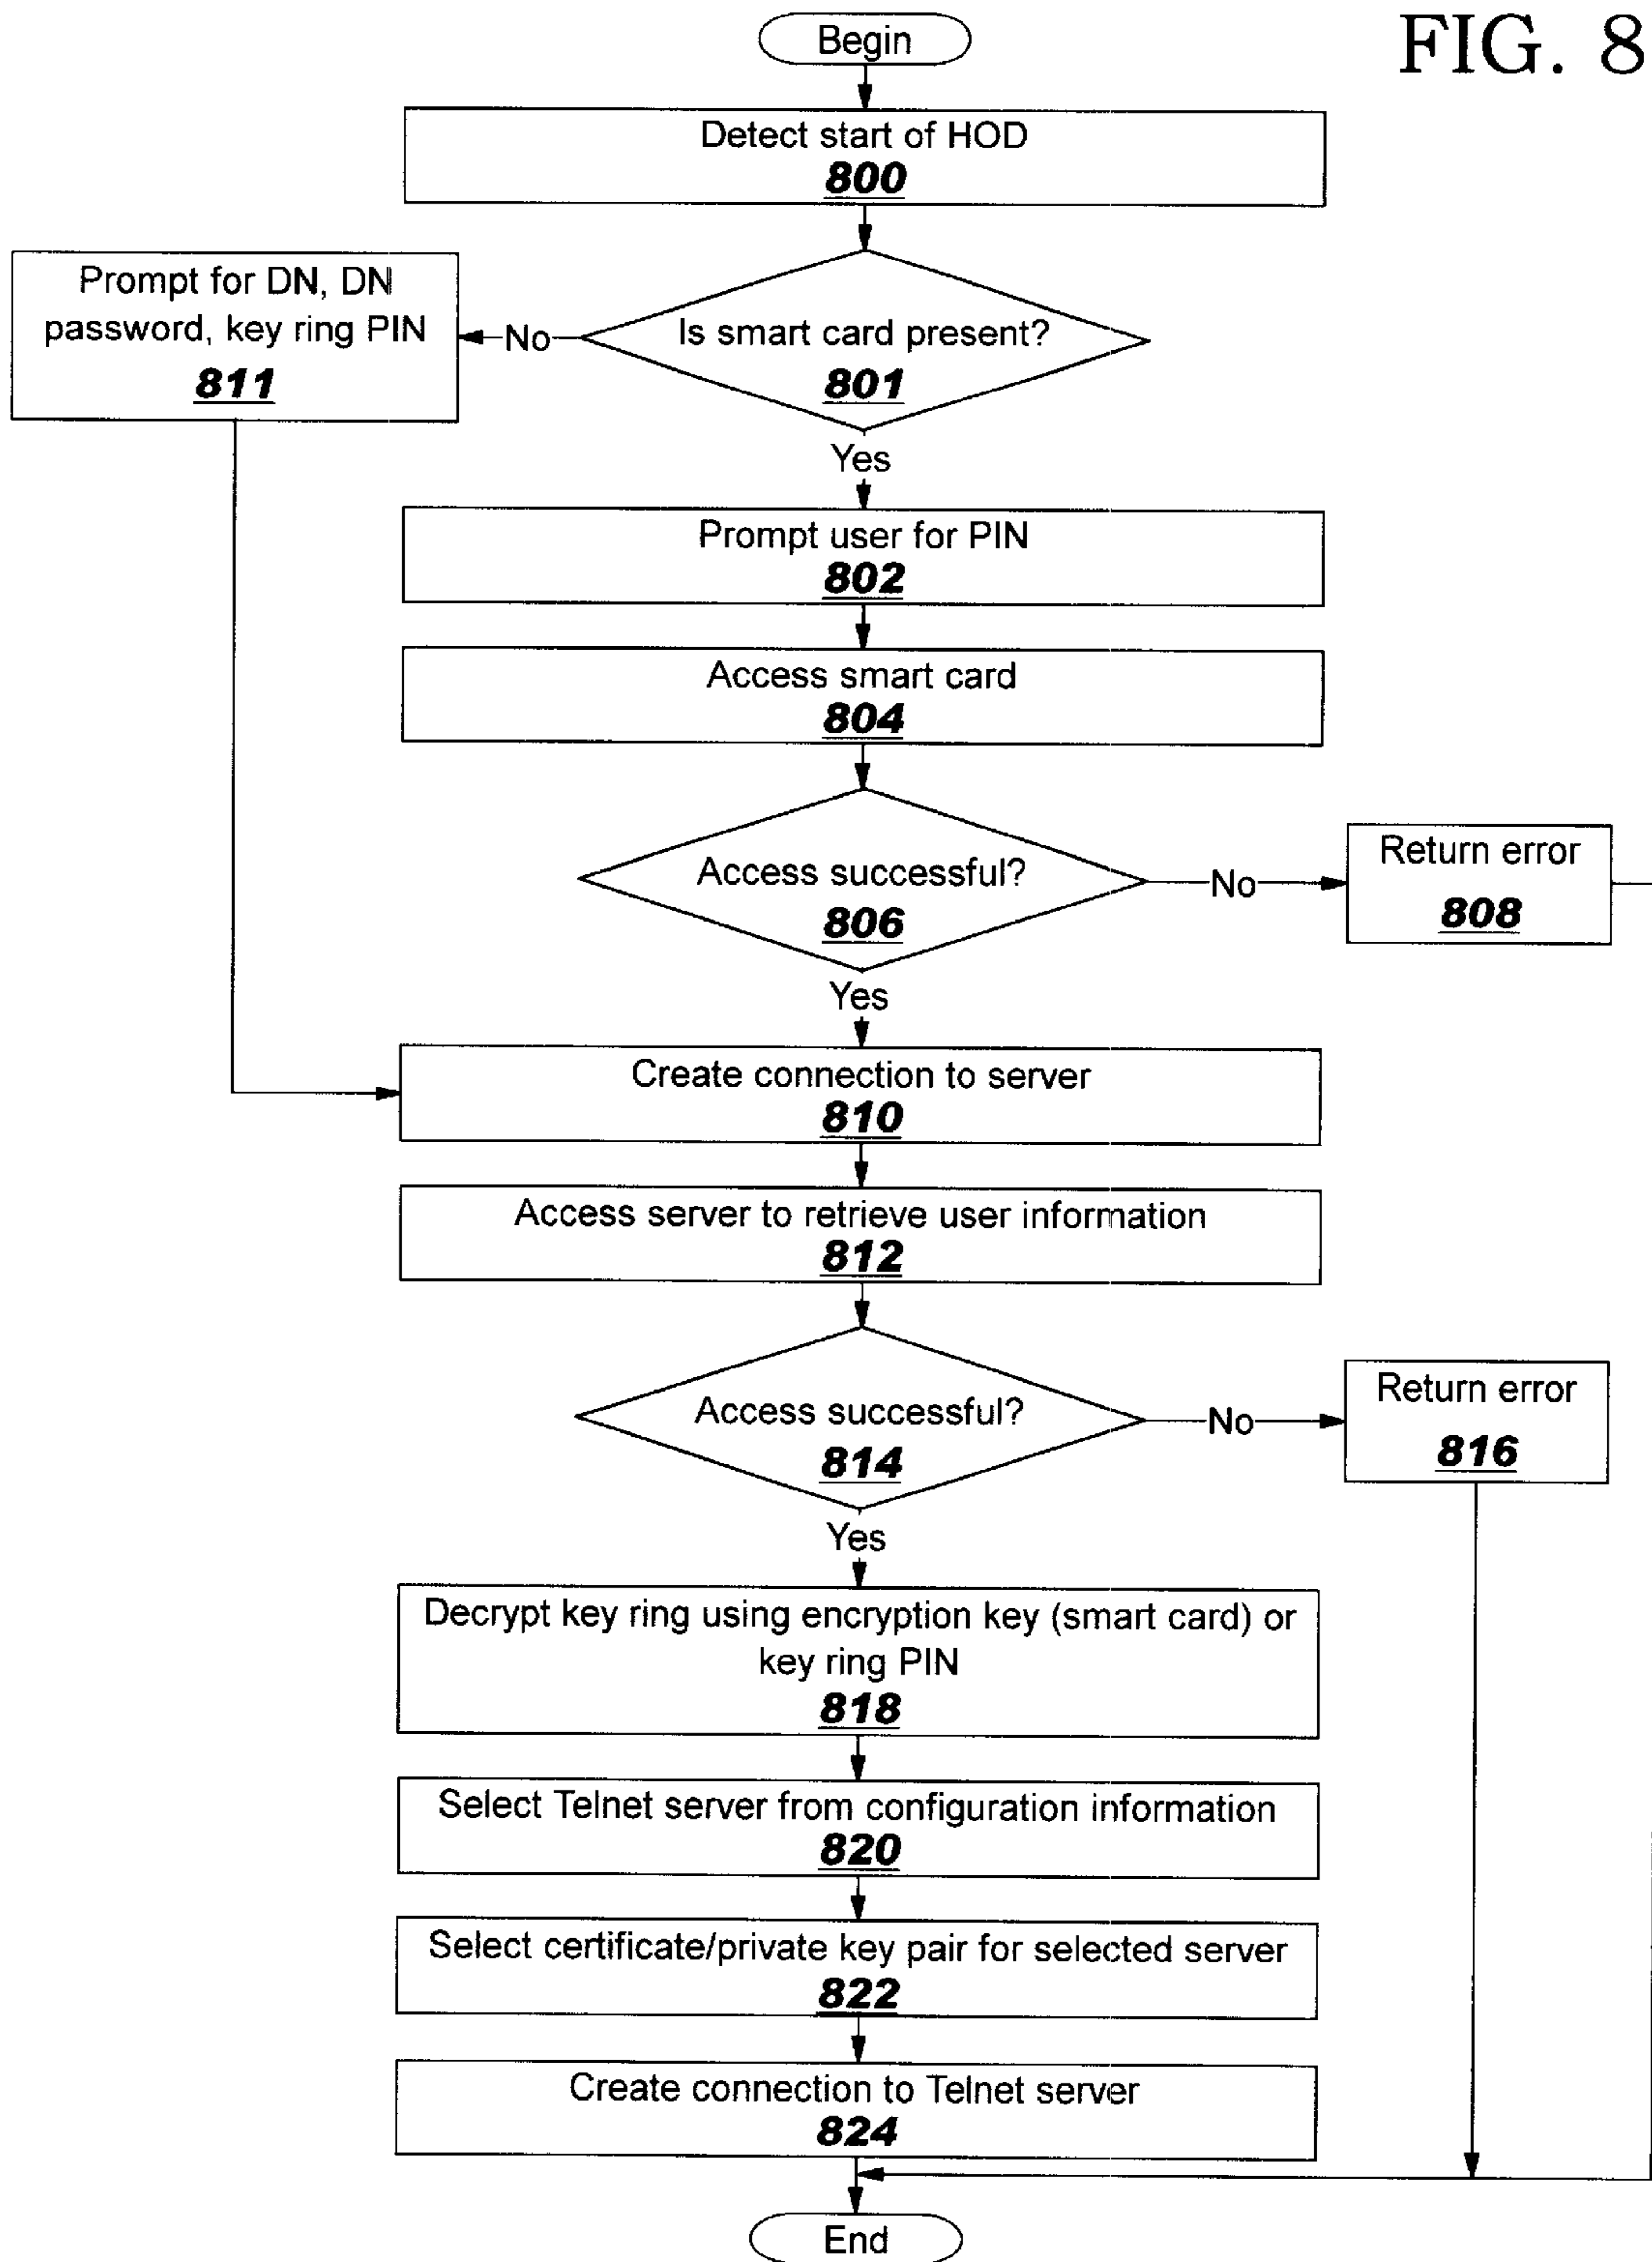 FIG. 8
Begin
Detect start of HOD
800
Prompt for DN, DN
password, key ring PIN
811
No
Is smart card present?
801
Yes
Prompt user for PIN
802
Access smart card
804
Access successful?
806
No
Return error
808
Yes
Create connection to server
810
Access server to retrieve user information
812
Access successful?
814
No
Return error
816
Yes
Decrypt key ring using encryption key (smart card) or
key ring PIN
818
Select Telnet server from configuration information
820
Select certificate/private key pair for selected server
822
Create connection to Telnet server
824
End